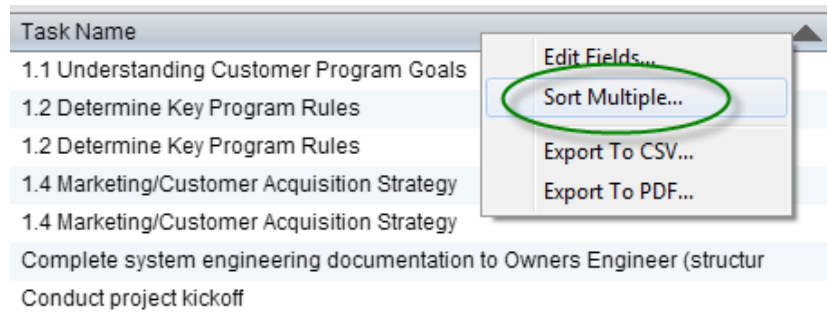 Task Name
1.1 Understanding Customer Program Goals
1.2 Determine Key Program Rules
1.2 Determine Key Program Rules
1.4 Marketing/Customer Acquisition Strategy
1.4 Marketing/Customer Acquisition Strategy
Complete system engineering documentation to Owners Engineer (structur
Conduct project kickoff
Edit Fields...
Sort Multiple...
Export To CSV...
Export To PDF...